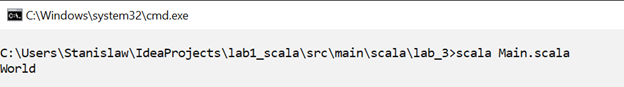 C:\Windows\system32\cmd.exe
C:\Users\Stanislaw\IdeaProjects\lab1_scala\src\main\scala\lab_3>scala Main.scala
World